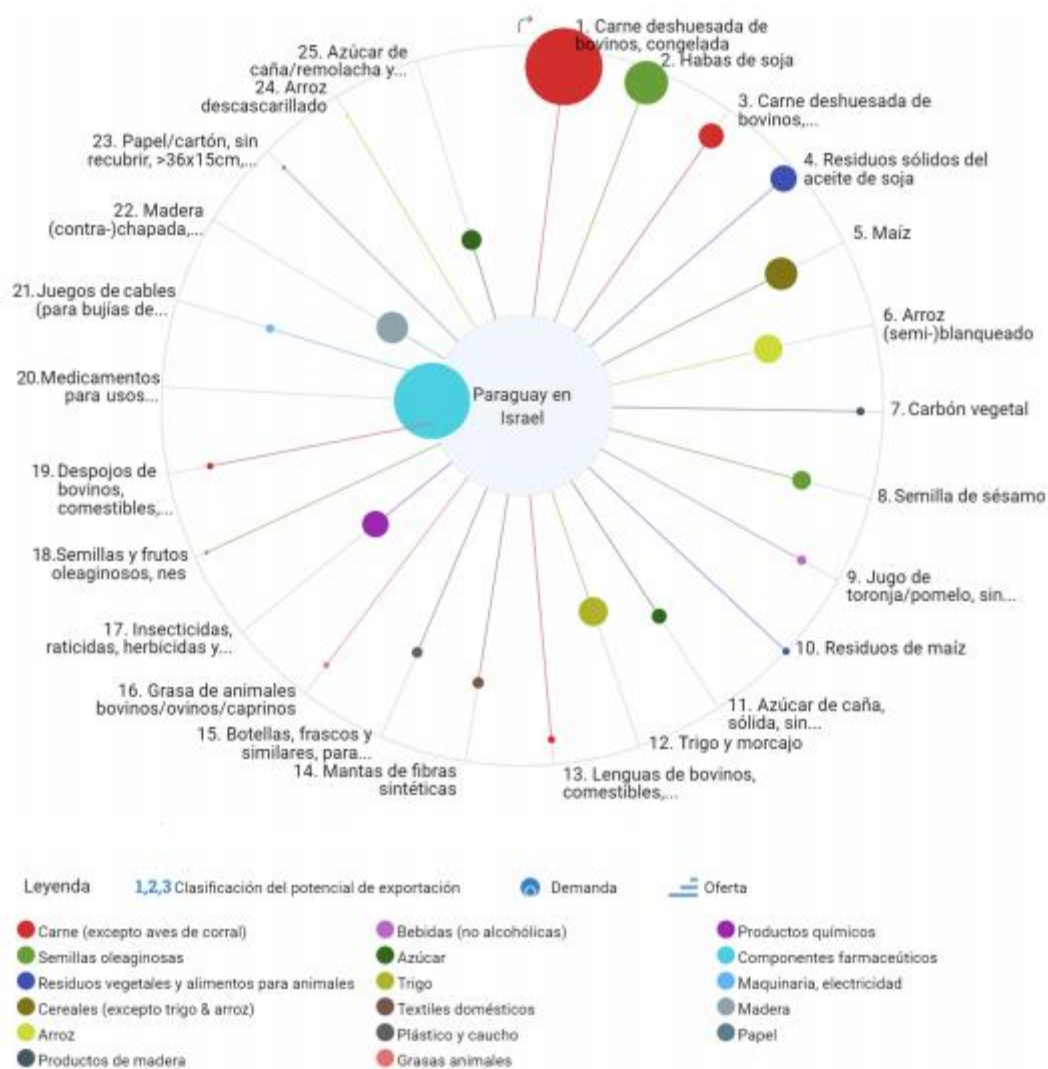 1. Carne deshuesada de
bovinos, congelada
2. Habas de soja
3. Carne deshuesada de
bovinos,...
4. Residuos sólidos del
aceite de soja
5. Maíz
6. Arroz
(semi-)blanqueado
7. Carbón vegetal
8. Semilla de sésamo
9. Jugo de
toronja/pomelo, sin...
10. Residuos de maíz
11. Azúcar de caña,
sólida, sin...
12. Trigo y morcajo
13. Lenguas de bovinos,
comestibles,...
14. Mantas de fibras
sintéticas
15. Botellas, frascos y
similares, para...
16. Grasa de animales
bovinos/ovinos/caprinos
17. Insecticidas,
raticidas, herbicidas y...
18.Semillas y frutos
oleaginosos, nes
19. Despojos de
bovinos,
comestibles,...
20.Medicamentos
para usos...
21.Juegos de cables
(para bujías de...
22. Madera
(contra-)chapada,...
23. Papel/cartón, sin
recubrir, >36x15cm,...
24. Arroz
descascarillado
25. Azúcar de
caña/remolacha y...
Paraguay en
Israel
Leyenda
1,2,3 Clasificación del potencial de exportación
Demanda
Oferta
Carne (excepto aves de corral)
Semillas oleaginosas
Residuos vegetales y alimentos para animales
Cereales (excepto trigo & arroz)
Arroz
Productos de madera
Bebidas (no alcohólicas)
Azúcar
Trigo
Textiles domésticos
Plástico y caucho
Grasas animales
Productos químicos
Componentes farmaceúticos
Maquinaria, electricidad
Madera
Papel